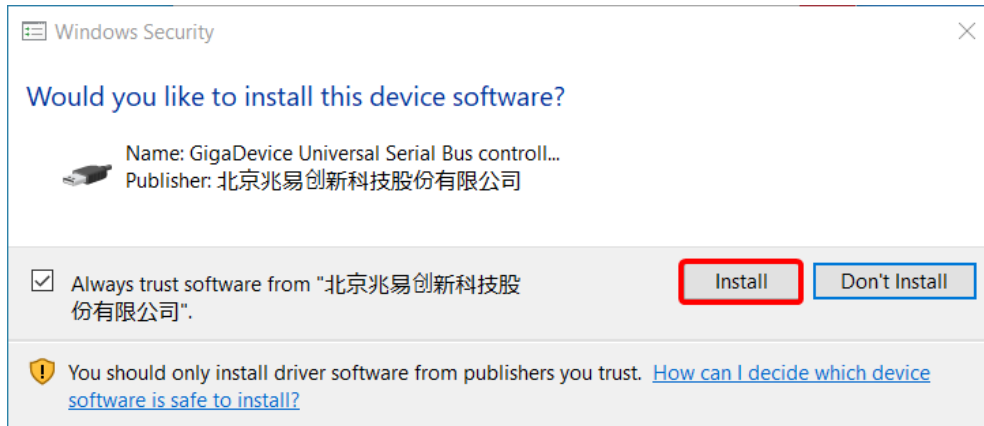 Windows Security
Would you like to install this device software?
Name: GigaDevice Universal Serial Bus controll...
Publisher: 北京兆易创新科技股份有限公司
Always trust software from "北京兆易创新科技股
份有限公司".
Install
Don't Install
You should only install driver software from publishers you trust. How can I decide which device
software is safe to install?